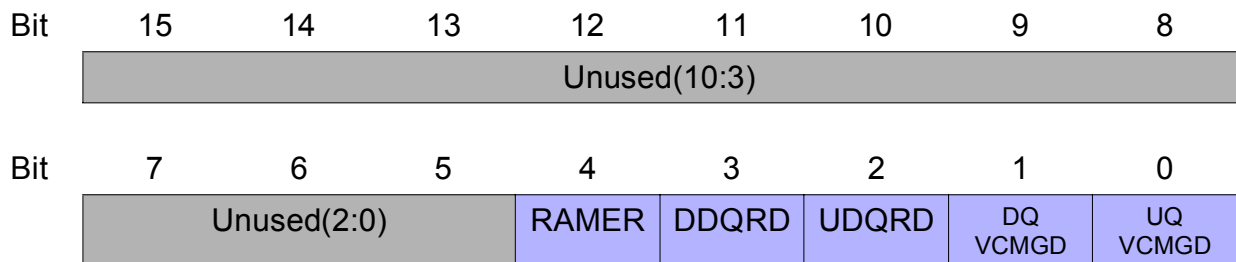 Bit 15 14 13 12 11 10 9 8
Unused(10:3)
Bit 7 6 5 4 3 2 1 0
Unused(2:0) RAMER DDQRD UDQRD DQ VCMGD UQ VCMGD